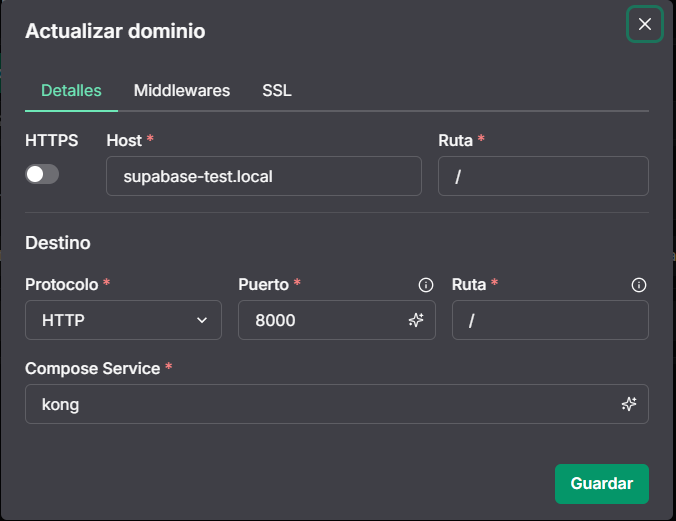 Actualizar dominio
Detalles Middlewares SSL
HTTPS Host * Ruta *
supabase-test.local /
Destino
Protocolo * Puerto * Ruta *
HTTP 8000 /
Compose Service *
kong
Guardar